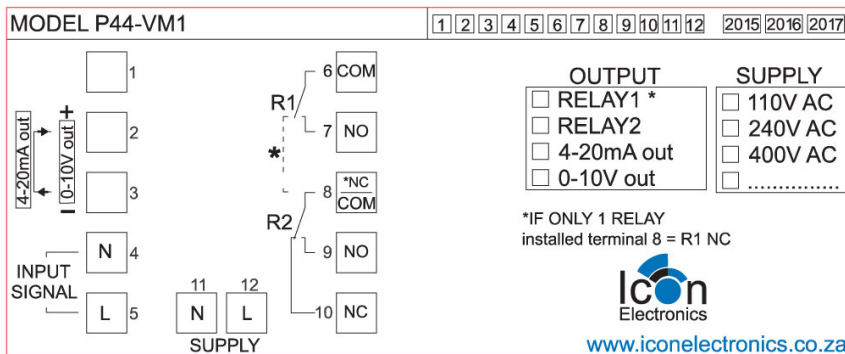 MODEL P44-VM1
1 2 3 4 5 6 7 8 9 10 11 12 2015 2016 2017
1
2
3
N 4
L 5
4-20mA out
+
0-10V out
−
INPUT
SIGNAL
11 12
N L
SUPPLY
R1
*
R2
6 COM
7 NO
8 *NC
COM
9 NO
10 NC
OUTPUT
RELAY1 *
RELAY2
4-20mA out
0-10V out
SUPPLY
110V AC
240V AC
400V AC
...............
*IF ONLY 1 RELAY
installed terminal 8 = R1 NC
Icon
Electronics
www.iconelectronics.co.za